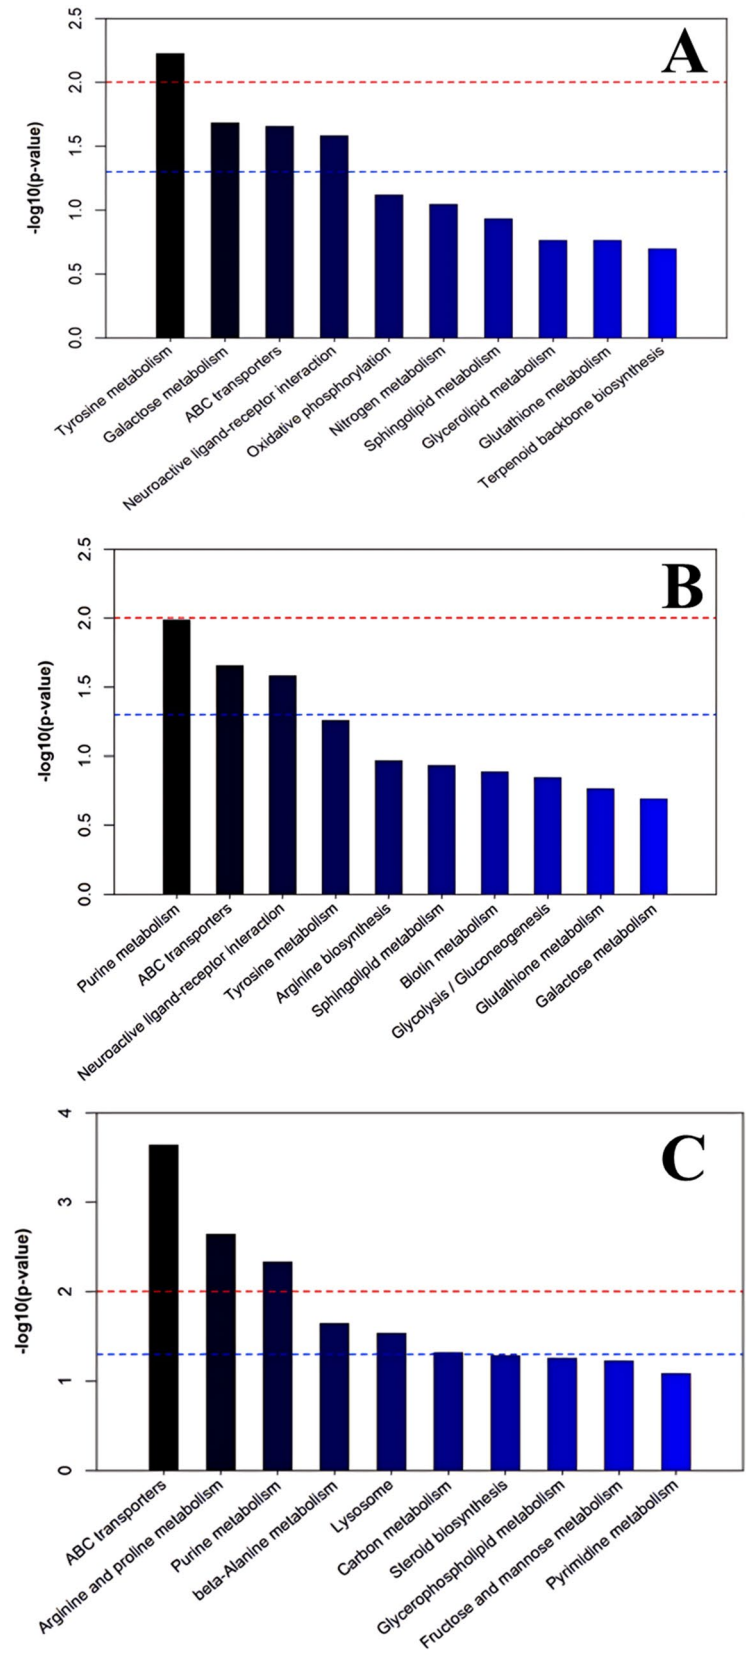 A
-log10(p-value)
2.5
2.0
1.5
1.0
0.5
0.0
Tyrosine metabolism
Galactose metabolism
ABC transporters
Neuroactive ligand-receptor interaction
Oxidative phosphorylation
Nitrogen metabolism
Sphingolipid metabolism
Glycerolipid metabolism
Glutathione metabolism
Terpenoid backbone biosynthesis
B
-log10(p-value)
2.5
2.0
1.5
1.0
0.5
0.0
Purine metabolism
ABC transporters
Neuroactive ligand-receptor interaction
Tyrosine metabolism
Arginine biosynthesis
Sphingolipid metabolism
Biolin metabolism
Glycolysis / Gluconeogenesis
Glutathione metabolism
Galactose metabolism
C
-log10(p-value)
4
3
2
1
0
ABC transporters
Arginine and proline metabolism
Purine metabolism
beta-Alanine metabolism
Lysosome
Carbon metabolism
Steroid biosynthesis
Glycerophospholipid metabolism
Fruclose and mannose metabolism
Pyrimidine metabolism